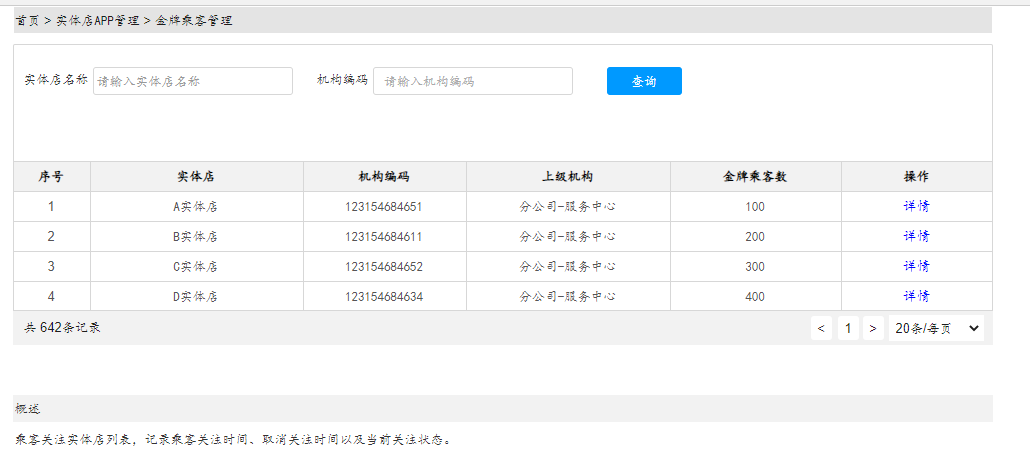 首页 > 实体店APP管理 > 金牌乘客管理
实体店名称 请输入实体店名称 机构编码 请输入机构编码 查询
序号 实体店 机构编码 上级机构 金牌乘客数 操作
1 A实体店 123154684651 分公司-服务中心 100 详情
2 B实体店 123154684611 分公司-服务中心 200 详情
3 C实体店 123154684652 分公司-服务中心 300 详情
4 D实体店 123154684634 分公司-服务中心 400 详情
共 642条记录 < 1 > 20条/每页
概述
乘客关注实体店列表，记录乘客关注时间、取消关注时间以及当前关注状态。